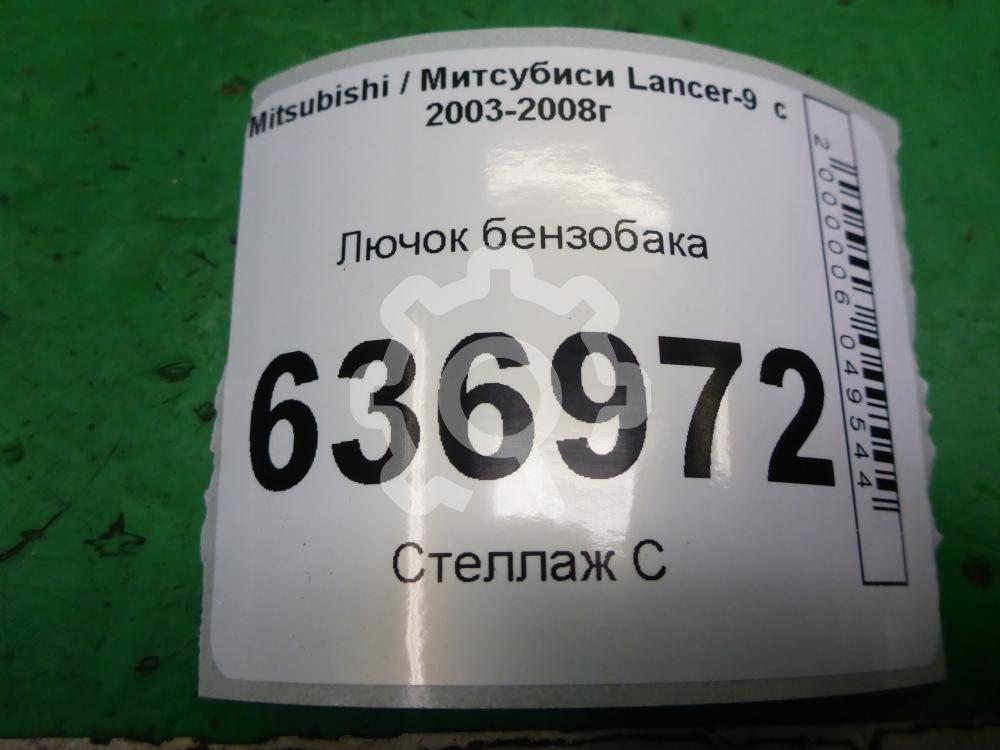 Mitsubishi / Митсубиси Lancer-9 с
2003-2008г
Лючок бензобака
636972
Стеллаж С
2000006049544